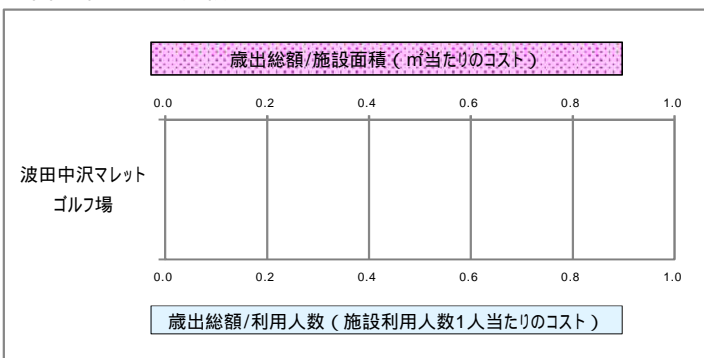 歳出総額/施設面積（㎡当たりのコスト）
0.0 0.2 0.4 0.6 0.8 1.0
波田中沢マレット
ゴルフ場
0.0 0.2 0.4 0.6 0.8 1.0
歳出総額/利用人数（施設利用人数1人当たりのコスト）